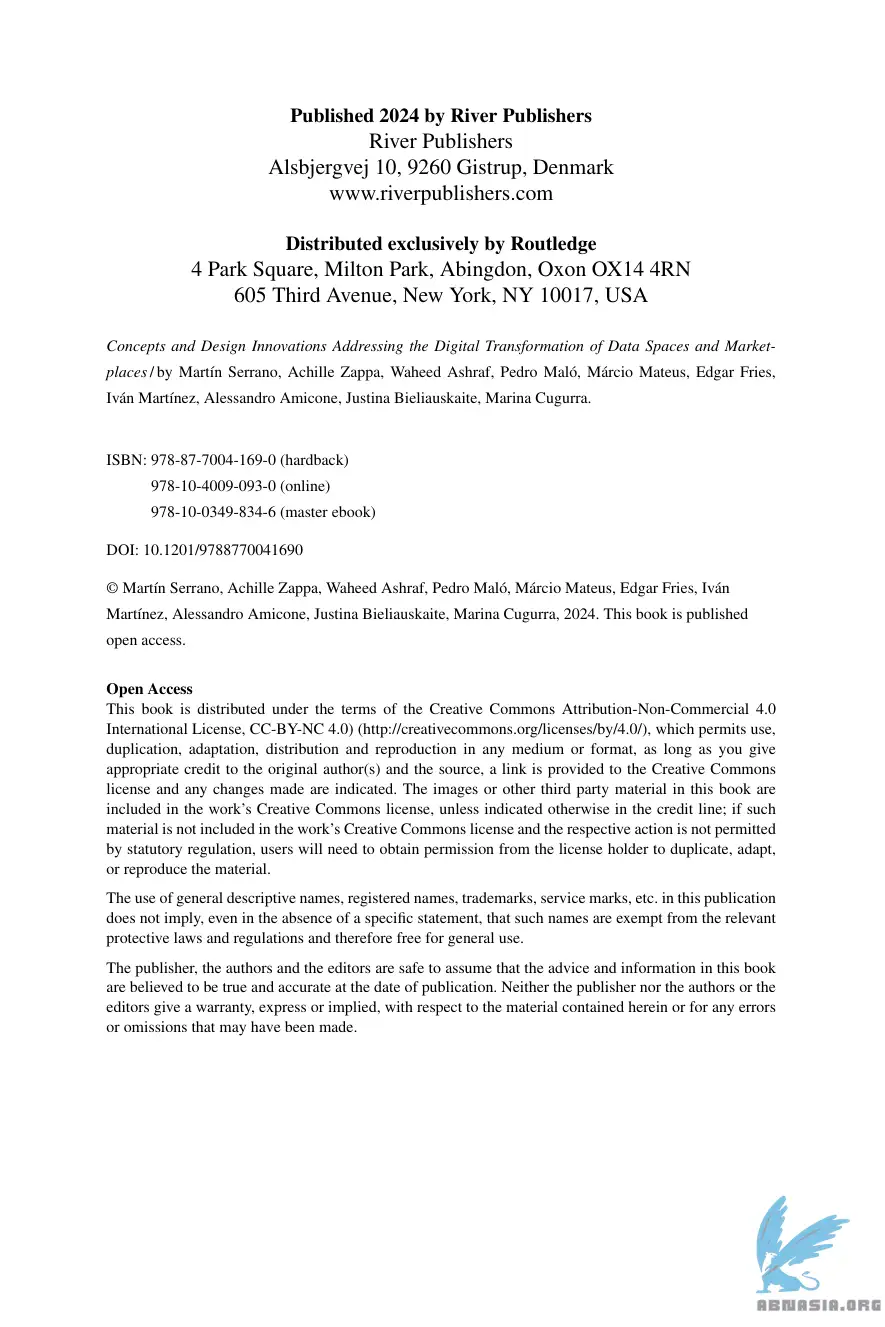 Published 2024 by River Publishers
River Publishers
Alsbjergvej 10, 9260 Gistrup, Denmark
www.riverpublishers.com
Distributed exclusively by Routledge
4 Park Square, Milton Park, Abingdon, Oxon OX14 4RN
605 Third Avenue, New York, NY 10017, USA
Concepts and Design Innovations Addressing the Digital Transformation of Data Spaces and Market-
places / by Martín Serrano, Achille Zappa, Waheed Ashraf, Pedro Maló, Márcio Mateus, Edgar Fries,
Iván Martínez, Alessandro Amicone, Justina Bieliauskaite, Marina Cugurra.
ISBN: 978-87-7004-169-0 (hardback)
978-10-4009-093-0 (online)
978-10-0349-834-6 (master ebook)
DOI: 10.1201/9788770041690
© Martín Serrano, Achille Zappa, Waheed Ashraf, Pedro Maló, Márcio Mateus, Edgar Fries, Iván
Martínez, Alessandro Amicone, Justina Bieliauskaite, Marina Cugurra, 2024. This book is published
open access.
Open Access
This book is distributed under the terms of the Creative Commons Attribution-Non-Commercial 4.0
International License, CC-BY-NC 4.0) (http://creativecommons.org/licenses/by/4.0/), which permits use,
duplication, adaptation, distribution and reproduction in any medium or format, as long as you give
appropriate credit to the original author(s) and the source, a link is provided to the Creative Commons
license and any changes made are indicated. The images or other third party material in this book are
included in the work's Creative Commons license, unless indicated otherwise in the credit line; if such
material is not included in the work's Creative Commons license and the respective action is not permitted
by statutory regulation, users will need to obtain permission from the license holder to duplicate, adapt,
or reproduce the material.
The use of general descriptive names, registered names, trademarks, service marks, etc. in this publication
does not imply, even in the absence of a specific statement, that such names are exempt from the relevant
protective laws and regulations and therefore free for general use.
The publisher, the authors and the editors are safe to assume that the advice and information in this book
are believed to be true and accurate at the date of publication. Neither the publisher nor the authors or the
editors give a warranty, express or implied, with respect to the material contained herein or for any errors
or omissions that may have been made.
ABNASIA.ORG